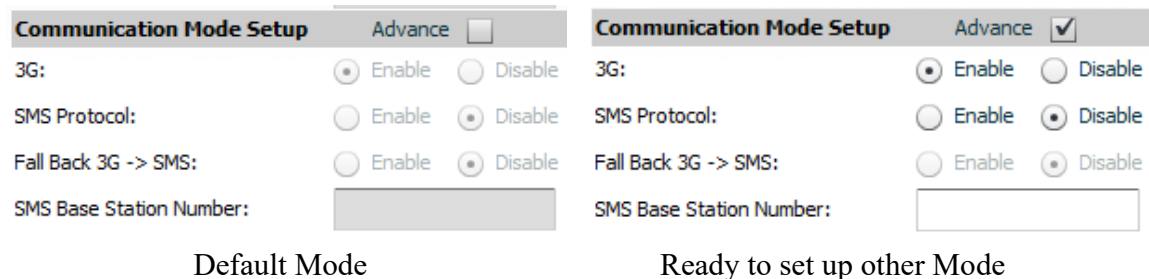 Communication Mode Setup Advance
3G: Enable Disable
SMS Protocol: Enable Disable
Fall Back 3G -> SMS: Enable Disable
SMS Base Station Number:
Default Mode
Communication Mode Setup Advance
3G: Enable Disable
SMS Protocol: Enable Disable
Fall Back 3G -> SMS: Enable Disable
SMS Base Station Number:
Ready to set up other Mode